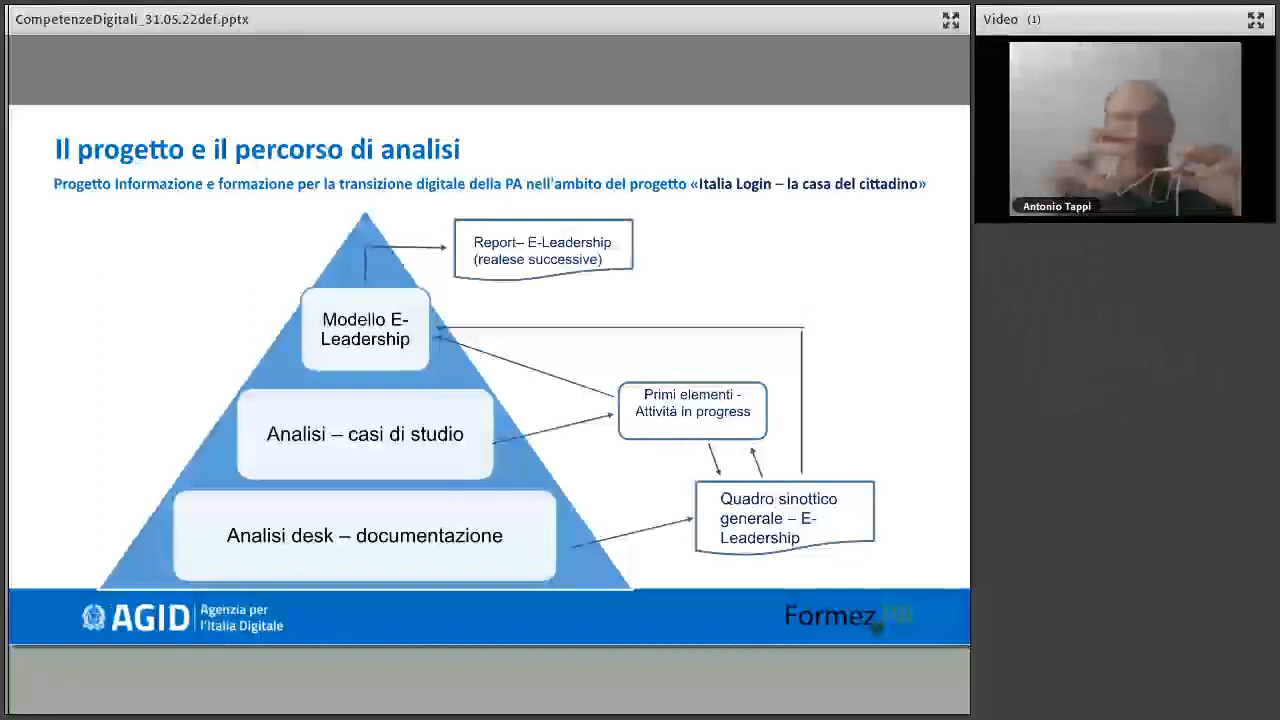 CompetenzeDigitali_31.05.22def.pptx
Video (1)
Antonio Tappi
Il progetto e il percorso di analisi
Progetto Informazione e formazione per la transizione digitale della PA nell'ambito del progetto «Italia Login – la casa del cittadino»
Report– E-Leadership
(realese successive)
Modello E-
Leadership
Primi elementi -
Attività in progress
Analisi – casi di studio
Quadro sinottico
generale – E-
Leadership
Analisi desk – documentazione
AGID
Agenzia per
l'Italia Digitale
Formez PA